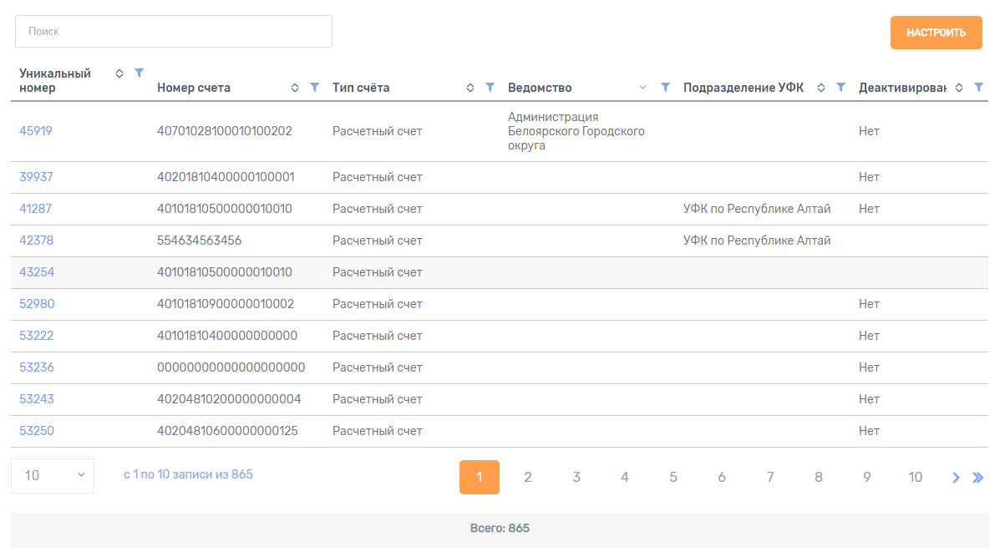 Поиск
НАСТРОИТЬ
Уникальный
номер
Номер счета
Тип счёта
Ведомство
Подразделение УФК
Деактивирован
45919
40701028100010100202
Расчетный счет
Администрация
Белоярского Городского
округа
Нет
39937
40201810400000100001
Расчетный счет
Нет
41287
40101810500000010010
Расчетный счет
УФК по Республике Алтай
Нет
42378
554634563456
Расчетный счет
УФК по Республике Алтай
43254
40101810500000010010
Расчетный счет
52980
40101810900000010002
Расчетный счет
Нет
53222
40101810400000000000
Расчетный счет
Нет
53236
00000000000000000000
Расчетный счет
Нет
53243
40204810200000000004
Расчетный счет
Нет
53250
40204810600000000125
Расчетный счет
Нет
10
с 1 по 10 записи из 865
1 2 3 4 5 6 7 8 9 10
Всего: 865